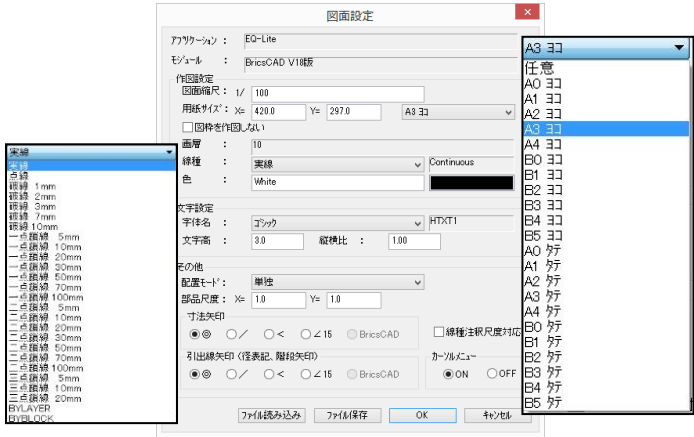 図面設定
×
ｱﾌﾟﾘｹｰｼｮﾝ : EQ-Lite
ﾓｼﾞｭｰﾙ : BricsCAD V18版
作図設定
図面縮尺 : 1/ 100
用紙ｻｲｽﾞ : X= 420.0 Y= 297.0 A3 ﾖｺ
図枠を作図しない
画層 : 10
線種 : 実線 Continuous
色 : White
文字設定
字体名 : ｺﾞｼｯｸ HTXT1
文字高 : 3.0 縦横比 : 1.00
その他
配置ﾓｰﾄﾞ : 単独
部品尺度 : X= 1.0 Y= 1.0
寸法矢印
◎ ／ ＜ ∠15 BricsCAD
線種注釈尺度対応
引出線矢印 (径表記、階段矢印)
◎ ／ ＜ ∠15 BricsCAD
ｶｰｿﾙﾒﾆｭー
ON OFF
ﾌｧｲﾙ読み込み ﾌｧｲﾙ保存 OK ｷｬﾝｾﾙ
実線
実線
点線
破線 1mm
破線 2mm
破線 3mm
破線 7mm
破線 10mm
一点鎖線 5mm
一点鎖線 10mm
一点鎖線 20mm
一点鎖線 30mm
一点鎖線 50mm
一点鎖線 70mm
一点鎖線 100mm
二点鎖線 5mm
二点鎖線 10mm
二点鎖線 20mm
二点鎖線 30mm
二点鎖線 50mm
二点鎖線 70mm
二点鎖線 100mm
三点鎖線 5mm
三点鎖線 10mm
三点鎖線 20mm
BYLAYER
BYBLOCK
A3 ﾖｺ
任意
A0 ﾖｺ
A1 ﾖｺ
A2 ﾖｺ
A3 ﾖｺ
A4 ﾖｺ
B0 ﾖｺ
B1 ﾖｺ
B2 ﾖｺ
B3 ﾖｺ
B4 ﾖｺ
B5 ﾖｺ
A0 ﾀﾃ
A1 ﾀﾃ
A2 ﾀﾃ
A3 ﾀﾃ
A4 ﾀﾃ
B0 ﾀﾃ
B1 ﾀﾃ
B2 ﾀﾃ
B3 ﾀﾃ
B4 ﾀﾃ
B5 ﾀﾃ